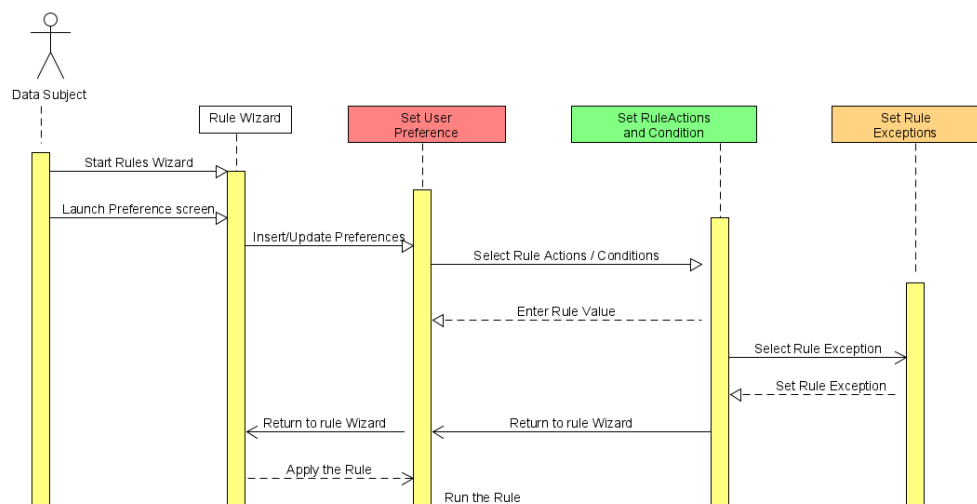 Data Subject
Rule WIzard
Set User
Preference
Set RuleActions
and Condition
Set Rule
Exceptions
Start Rules Wizard
Launch Preference screen
Insert/Update Preferences
Select Rule Actions / Conditions
Enter Rule Value
Select Rule Exception
Set Rule Exception
Return to rule Wizard
Return to rule Wizard
Apply the Rule
Run the Rule